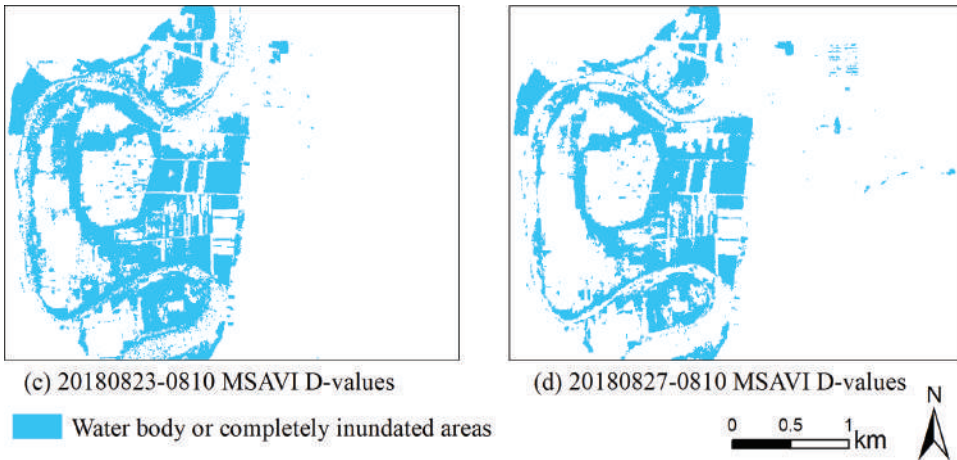 (c) 20180823-0810 MSAVI D-values
(d) 20180827-0810 MSAVI D-values
Water body or completely inundated areas
0 0.5 1
km
N